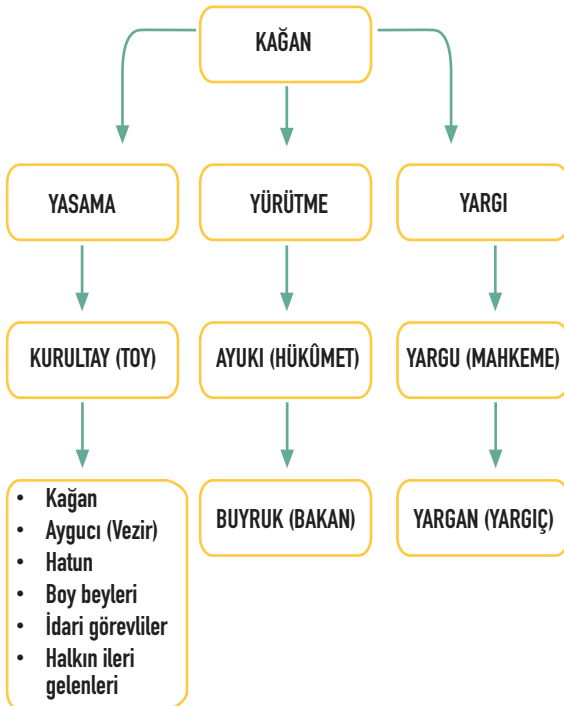 KAĞAN
YASAMA
YÜRÜTME
YARGI
KURULTAY (TOY)
AYUKI (HÜKÛMET)
YARGU (MAHKEME)
• Kağan
• Aygucı (Vezir)
• Hatun
• Boy beyleri
• İdari görevliler
• Halkın ileri
gelenleri
BUYRUK (BAKAN)
YARGAN (YARGIÇ)